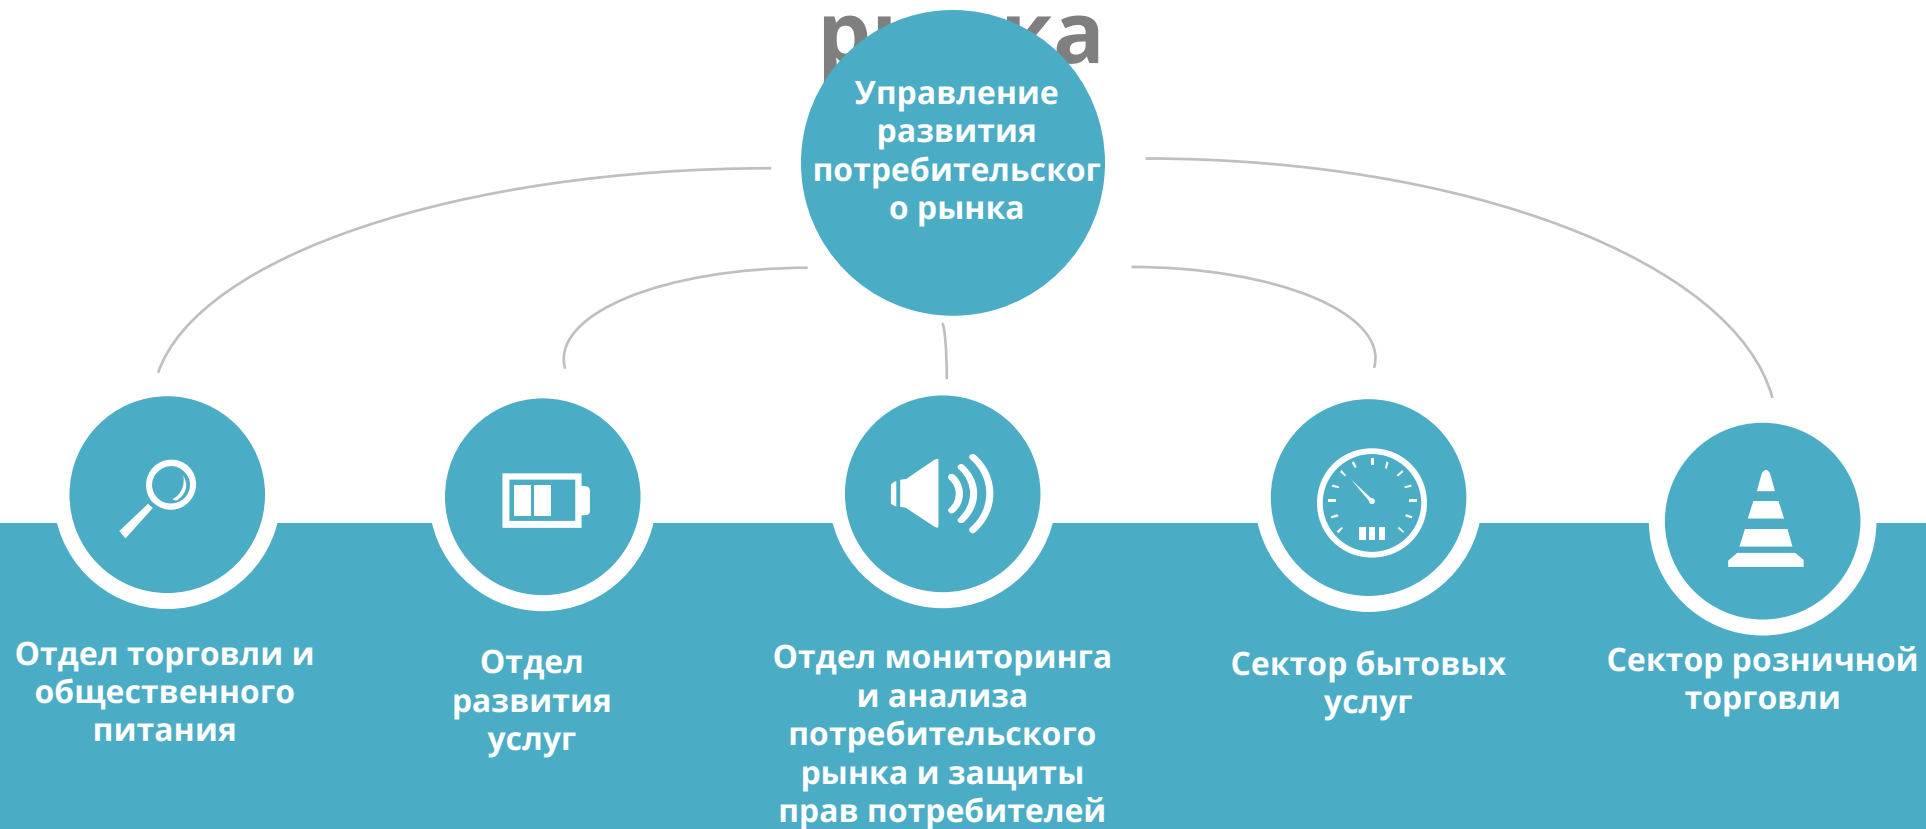 Управление
развития
потребительског
о рынка
Отдел торговли и
общественного
питания
Отдел
развития
услуг
Отдел мониторинга
и анализа
потребительского
рынка и защиты
прав потребителей
Сектор бытовых
услуг
Сектор розничной
торговли